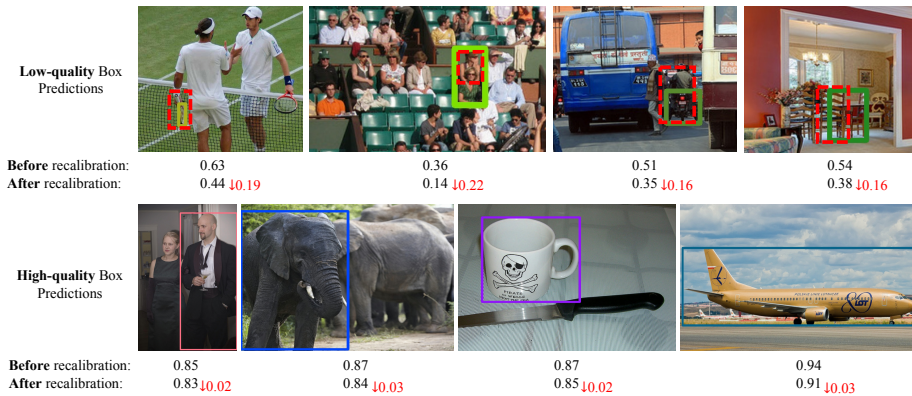 Low-quality Box
Predictions
Before recalibration: 0.63 0.36 0.51 0.54
After recalibration: 0.44 ↓0.19 0.14 ↓0.22 0.35 ↓0.16 0.38 ↓0.16
High-quality Box
Predictions
PIRATE
LOT
LOT
Before recalibration: 0.85 0.87 0.87 0.94
After recalibration: 0.83 ↓0.02 0.84 ↓0.03 0.85 ↓0.02 0.91 ↓0.03